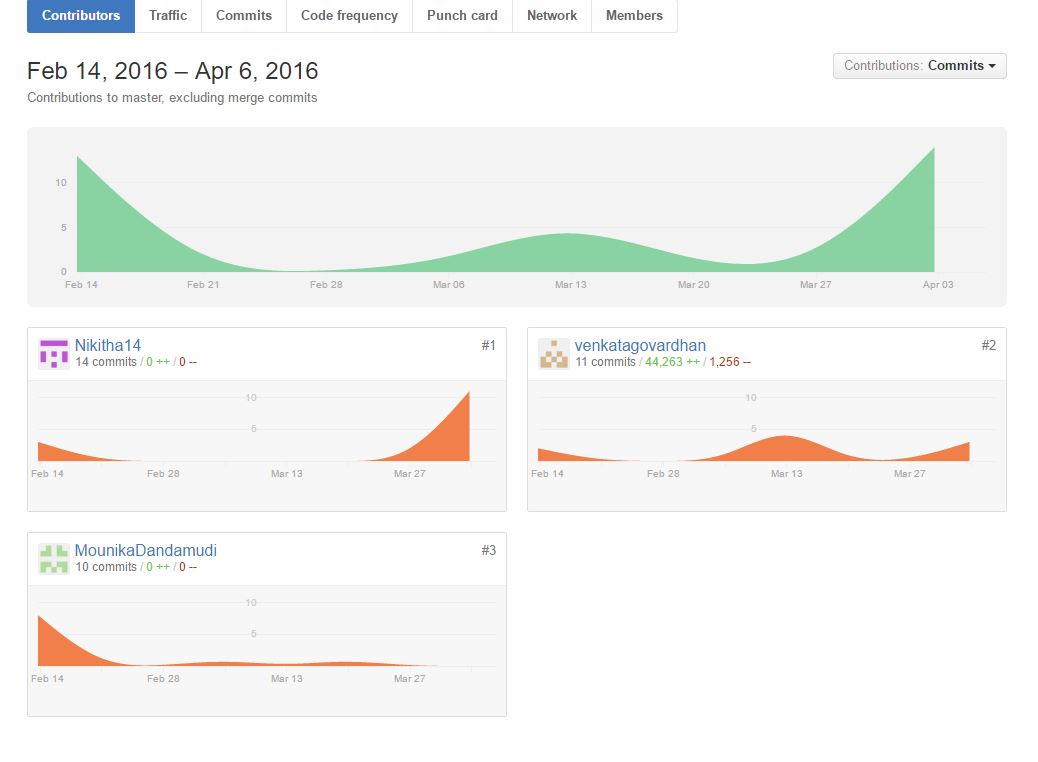 Contributors Traffic Commits Code frequency Punch card Network Members
Feb 14, 2016 – Apr 6, 2016
Contributions: Commits
Contributions to master, excluding merge commits
10
5
0
Feb 14 Feb 21 Feb 28 Mar 06 Mar 13 Mar 20 Mar 27 Apr 03
Nikitha14 #1
14 commits / 0 ++ / 0 --
10
5
Feb 14 Feb 28 Mar 13 Mar 27
venkatagovardhan #2
11 commits / 44,263 ++ / 1,256 --
10
5
Feb 14 Feb 28 Mar 13 Mar 27
MounikaDandamudi #3
10 commits / 0 ++ / 0 --
10
5
Feb 14 Feb 28 Mar 13 Mar 27